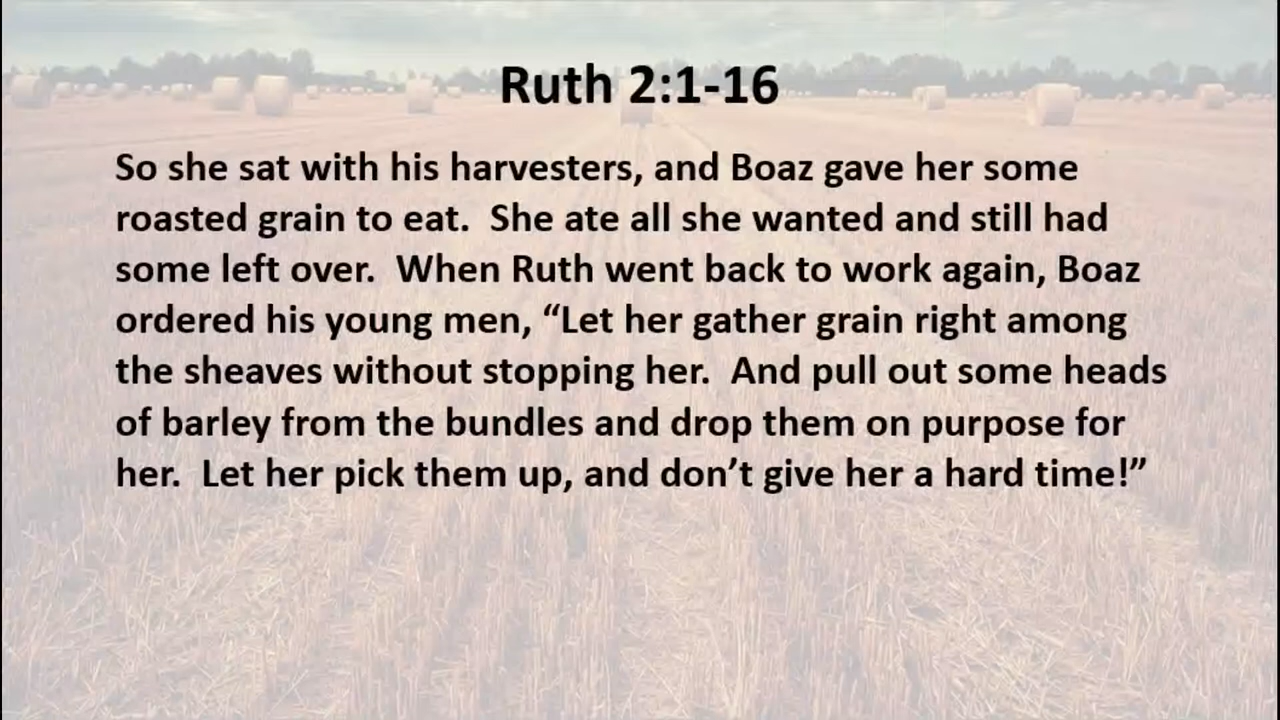 Ruth 2:1-16
So she sat with his harvesters, and Boaz gave her some
roasted grain to eat.  She ate all she wanted and still had
some left over.  When Ruth went back to work again, Boaz
ordered his young men, “Let her gather grain right among
the sheaves without stopping her.  And pull out some heads
of barley from the bundles and drop them on purpose for
her.  Let her pick them up, and don’t give her a hard time!”